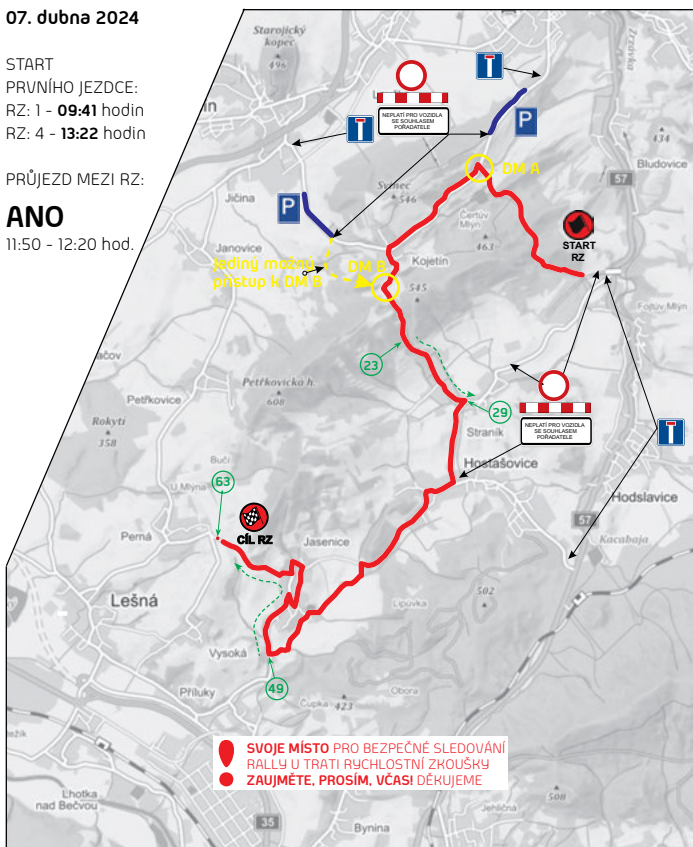 07. dubna 2024
START
PRVNÍHO JEZDCE:
RZ: 1 - 09:41 hodin
RZ: 4 - 13:22 hodin
PRŮJEZD MEZI RZ:
ANO
11:50 - 12:20 hod.
Starojický
kopec
496
NEPLATÍ PRO VOZIDLA
SE SOUHLASEM
POŘADATELE
P
DM A
434
Bludovice
57
Jičina
P
Svinec
546
Čertův
Mlýn
463
START
RZ
Janovice
Kojetín
Jediný možný
přístup k DM B
DM B
545
Fojtův Mlýn
23
Petřkovická h.
608
Petřkovice
29
NEPLATÍ PRO VOZIDLA
SE SOUHLASEM
POŘADATELE
Straník
Rokytí
358
Bučí
Hostašovice
U Mlýna
63
Hodslavice
57
CÍL RZ
Perná
Jasenice
Kacabaja
502
Lešná
Lipůvka
Vysoká
49
Příluky
Čupka
423
Obora
SVOJE MÍSTO PRO BEZPEČNÉ SLEDOVÁNÍ
RALLY U TRATI RYCHLOSTNÍ ZKOUŠKY
ZAUJMĚTE, PROSÍM, VČAS! DĚKUJEME
Lhotka
nad Bečvou
508
Jehličná
35
Bynina